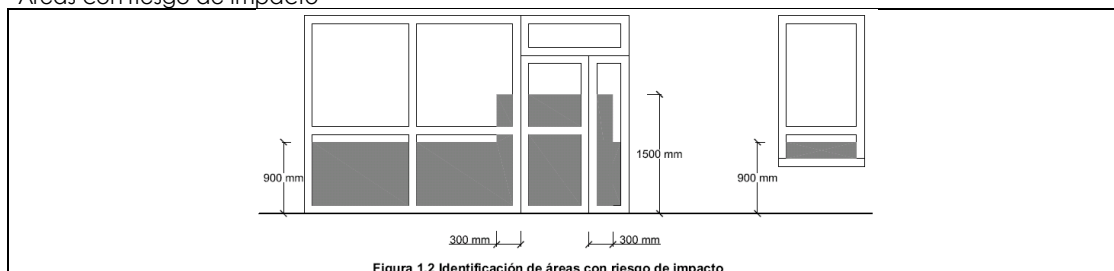 Áreas con riesgo de impacto
1500 mm
900 mm
900 mm
300 mm
300 mm
Figura 1.2 Identificación de áreas con riesgo de impacto